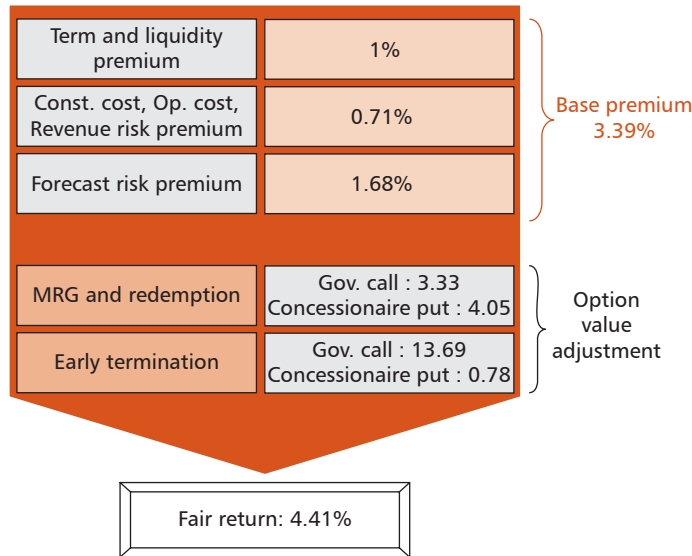 Term and liquidity
premium
1%
Const. cost, Op. cost,
Revenue risk premium
0.71%
Forecast risk premium
1.68%
Base premium
3.39%
MRG and redemption
Gov. call : 3.33
Concessionaire put : 4.05
Early termination
Gov. call : 13.69
Concessionaire put : 0.78
Option
value
adjustment
Fair return: 4.41%